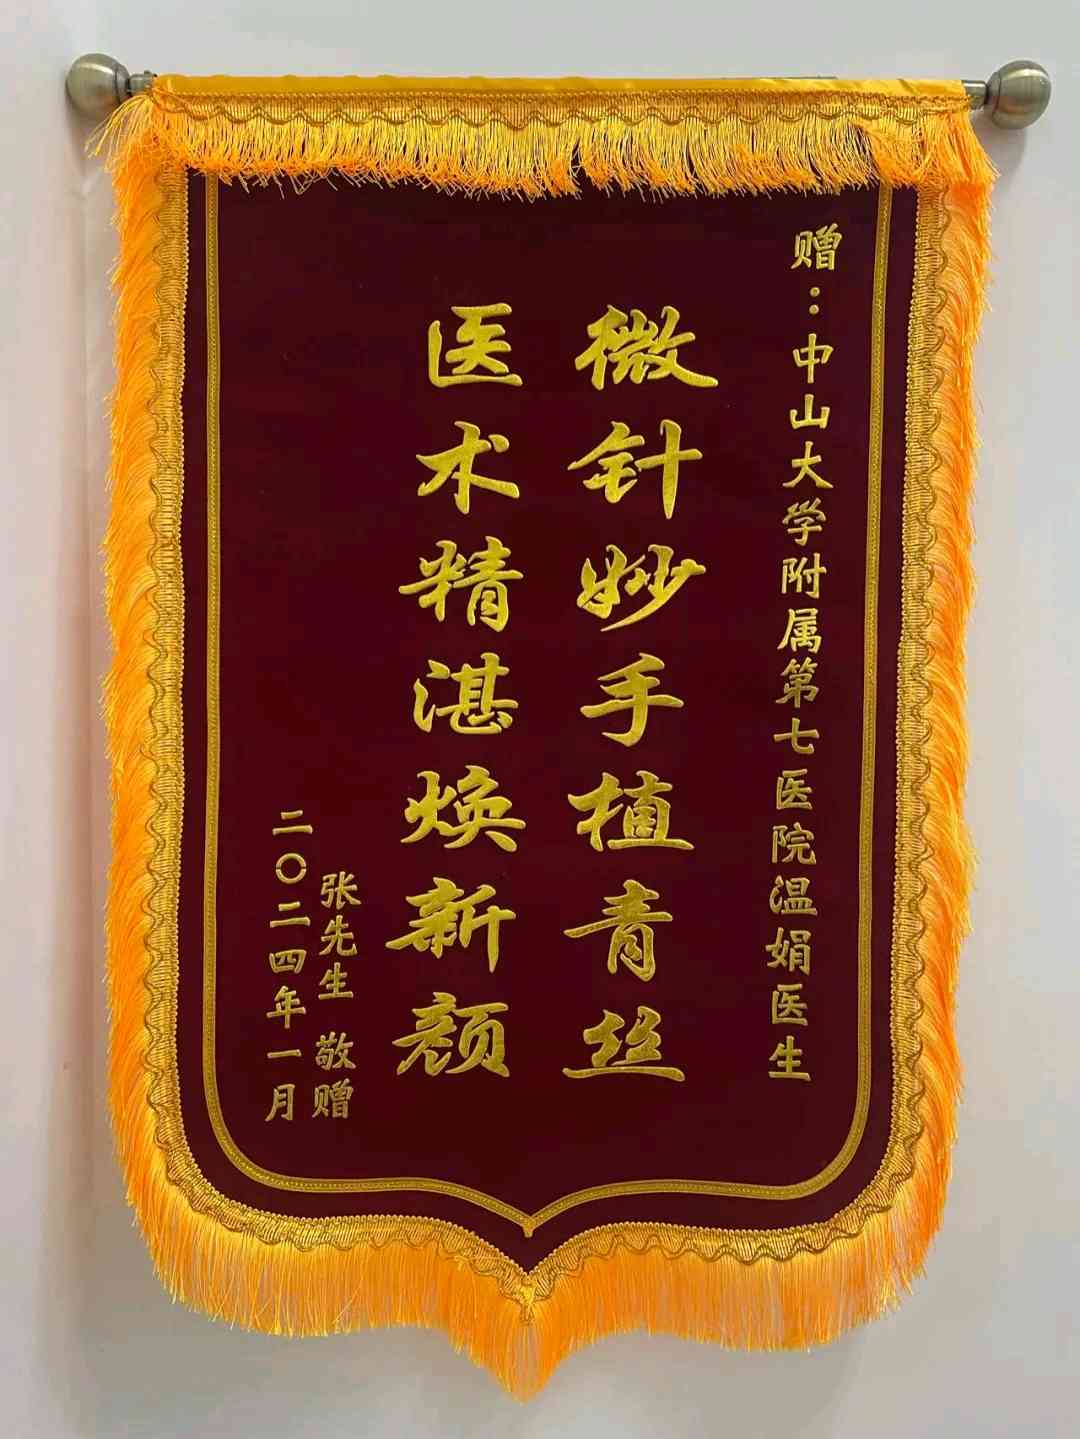 赠：中山大学附属第七医院温娟医生
微针妙手植青丝
医术精湛焕新颜
张先生 敬赠
二〇二四年一月